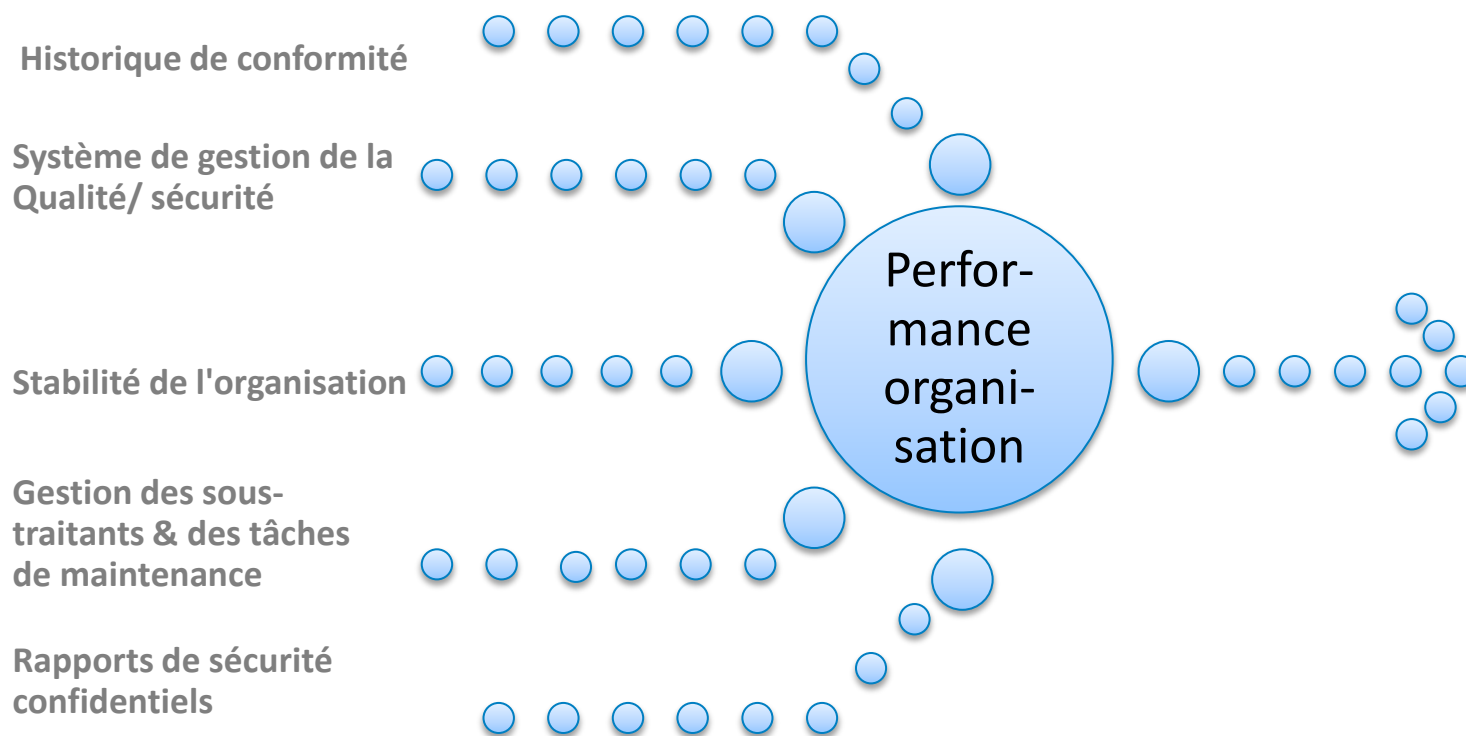 Historique de conformité
Système de gestion de la
Qualité/ sécurité
Stabilité de l'organisation
Gestion des sous-
traitants & des tâches
de maintenance
Rapports de sécurité
confidentiels
Perfor-
mance
organi-
sation